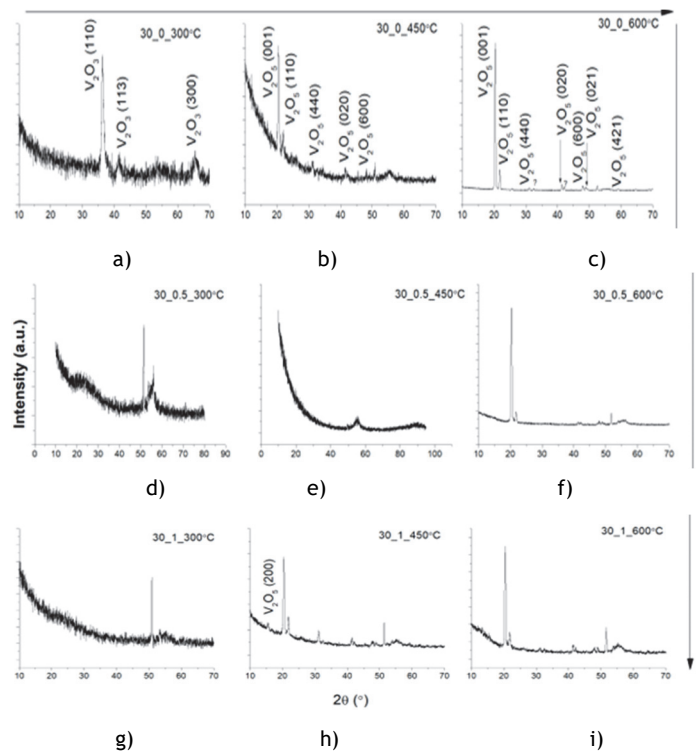 30_0_300°C
V₂O₃ (110)
V₂O₃ (113)
V₂O₃ (300)
10 20 30 40 50 60 70
a)
30_0_450°C
V₂O₅ (001)
V₂O₅ (110)
V₂O₅ (440)
V₂O₅ (020)
V₂O₅ (600)
10 20 30 40 50 60 70
b)
30_0_600°C
V₂O₅ (001)
V₂O₅ (110)
V₂O₅ (440)
V₂O₅ (020)
V₂O₅ (600)
V₂O₅ (021)
V₂O₅ (421)
10 20 30 40 50 60 70
c)
Intensity (a.u.)
30_0.5_300°C
0 10 20 30 40 50 60 70 80 90
d)
30_0.5_450°C
0 20 40 60 80 100
e)
30_0.5_600°C
10 20 30 40 50 60 70
f)
30_1_300°C
10 20 30 40 50 60 70
g)
30_1_450°C
V₂O₅ (200)
10 20 30 40 50 60 70
2θ (°)
h)
30_1_600°C
10 20 30 40 50 60 70
i)